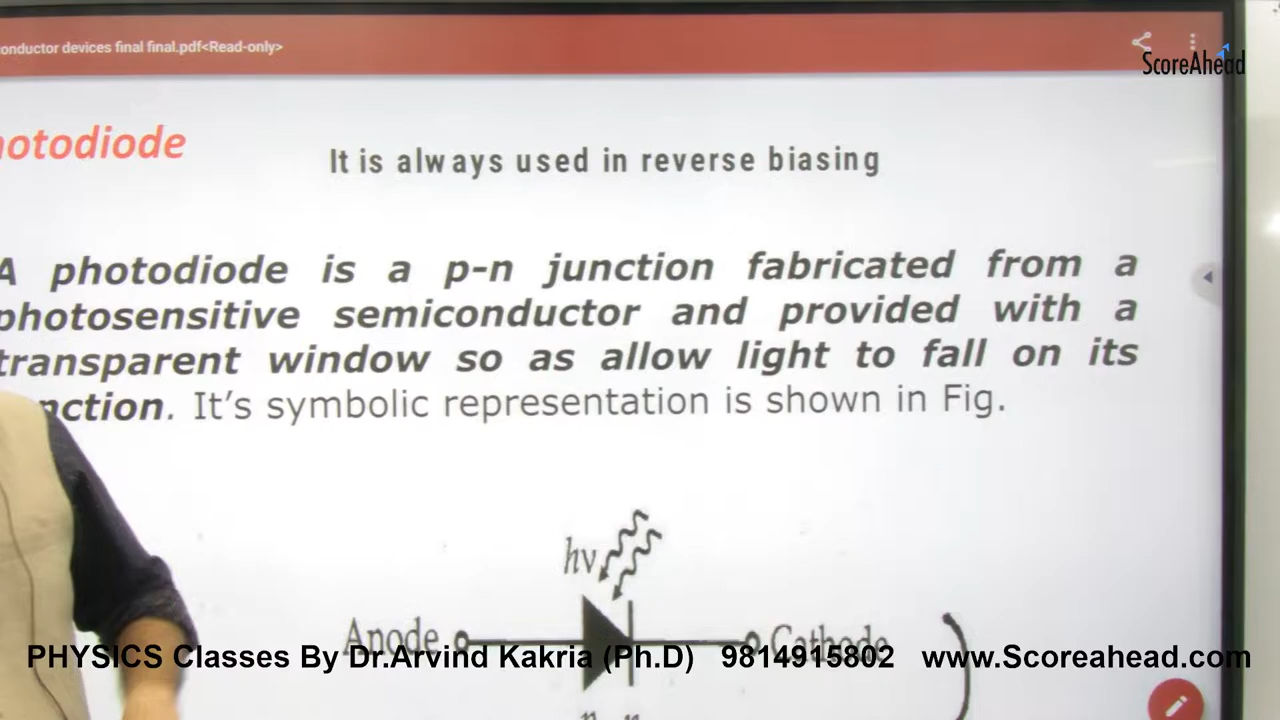 onductor devices final final.pdf<Read-only>
ScoreAhead
hotodiode
It is always used in reverse biasing
A photodiode is a p-n junction fabricated from a
photosensitive semiconductor and provided with a
transparent window so as allow light to fall on its
nction. It's symbolic representation is shown in Fig.
hν
Anode
Cathode
PHYSICS Classes By Dr.Arvind Kakria (Ph.D) 9814915802 www.Scoreahead.com